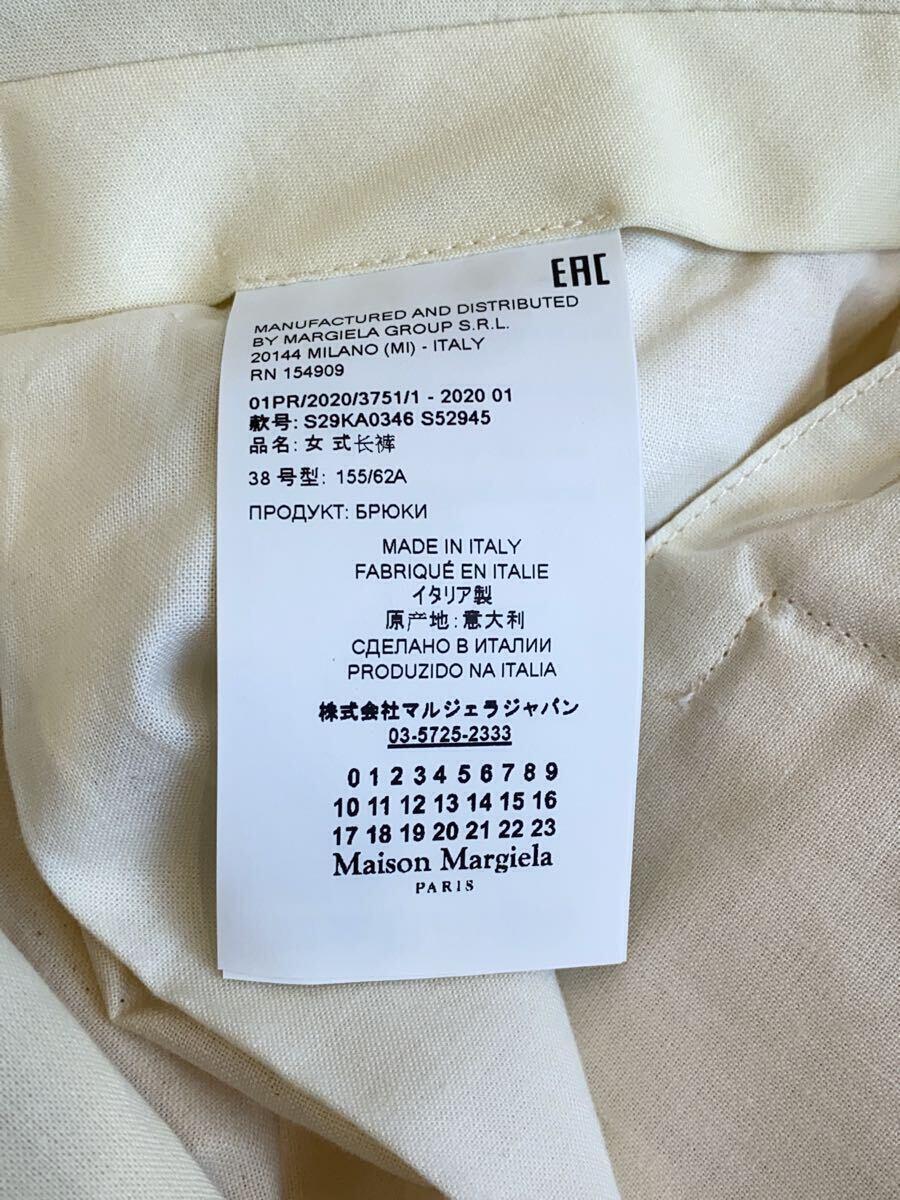 EAC
MANUFACTURED AND DISTRIBUTED
BY MARGIELA GROUP S.R.L.
20144 MILANO (MI) - ITALY
RN 154909
01PR/2020/3751/1 - 2020 01
款号: S29KA0346 S52945
品名: 女 式长裤
38 号型: 155/62A
ПРОДУКТ: БРЮКИ
MADE IN ITALY
FABRIQUÉ EN ITALIE
イタリア製
原产地: 意大利
СДЕЛАНО В ИТАЛИИ
PRODUZIDO NA ITALIA
株式会社マルジェラジャパン
03-5725-2333
0 1 2 3 4 5 6 7 8 9
10 11 12 13 14 15 16
17 18 19 20 21 22 23
Maison Margiela
PARIS